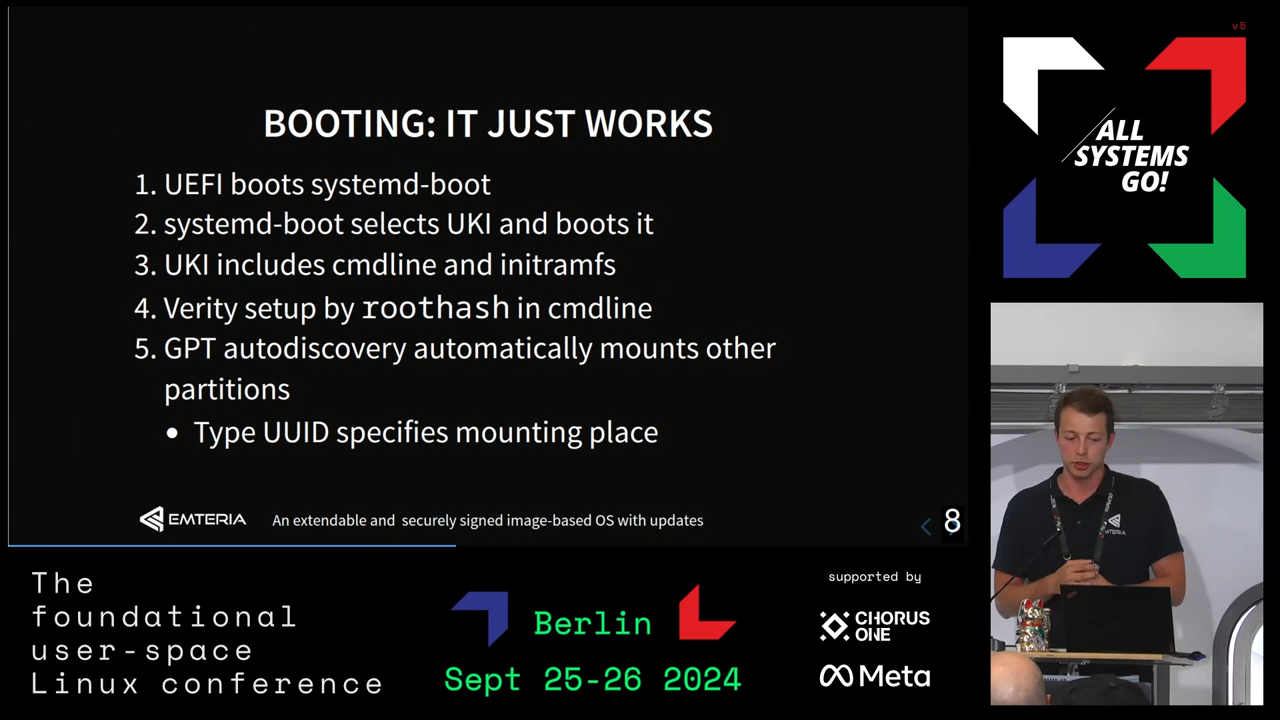 BOOTING: IT JUST WORKS
1. UEFI boots systemd-boot
2. systemd-boot selects UKI and boots it
3. UKI includes cmdline and initramfs
4. Verity setup by roothash in cmdline
5. GPT autodiscovery automatically mounts other
partitions
• Type UUID specifies mounting place
EMTERIA
An extendable and securely signed image-based OS with updates
8
v5
ALL
SYSTEMS
GO!
The
foundational
user-space
Linux conference
Berlin
Sept 25-26 2024
supported by
CHORUS
ONE
Meta